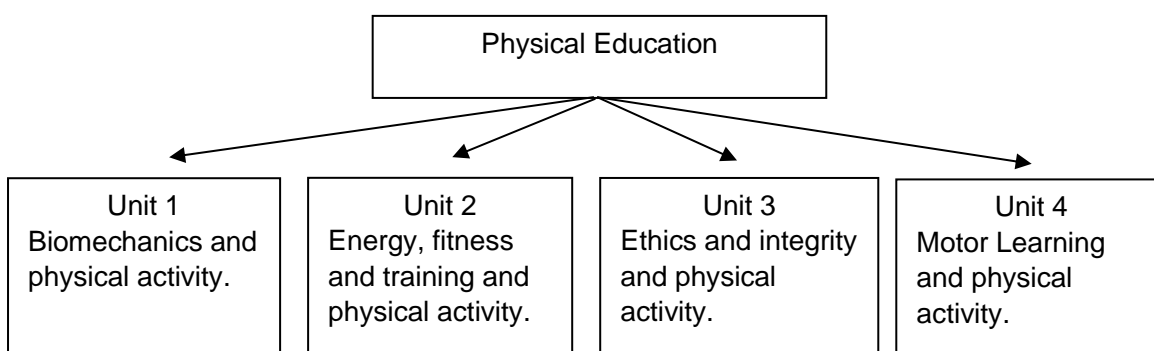 Physical Education
Unit 1
Biomechanics and
physical activity.
Unit 2
Energy, fitness
and training and
physical activity.
Unit 3
Ethics and integrity
and physical
activity.
Unit 4
Motor Learning
and physical
activity.